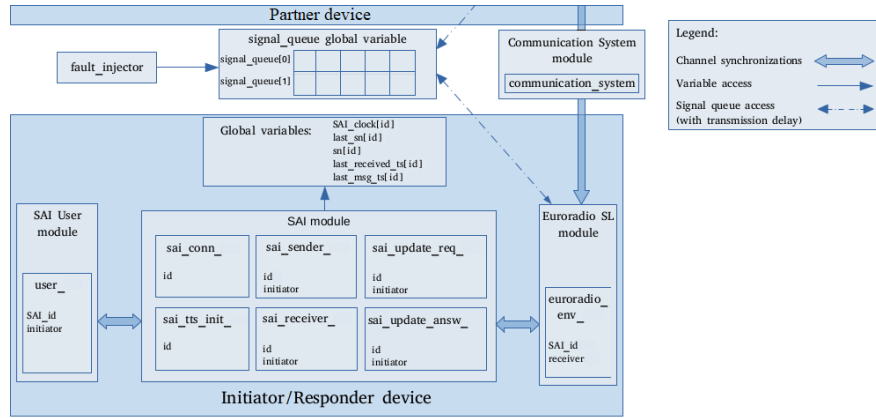 Partner device
signal_queue global variable
signal_queue[0]
signal_queue[1]
fault_injector
Communication System
module
communication_system
Legend:
Channel synchronizations
Variable access
Signal queue access
(with transmission delay)
Global variables:
SAI_clock[id]
last_sn[id]
sn[id]
last_received_ts[id]
last_msg_ts[id]
SAI User
module
user_
SAI_id
initiator
SAI module
sai_conn_
id
sai_sender_
id
initiator
sai_update_req_
id
initiator
sai_tts_init_
id
sai_receiver_
id
initiator
sai_update_answ_
id
initiator
Euroradio SL
module
euroradio_
env_
SAI_id
receiver
Initiator/Responder device